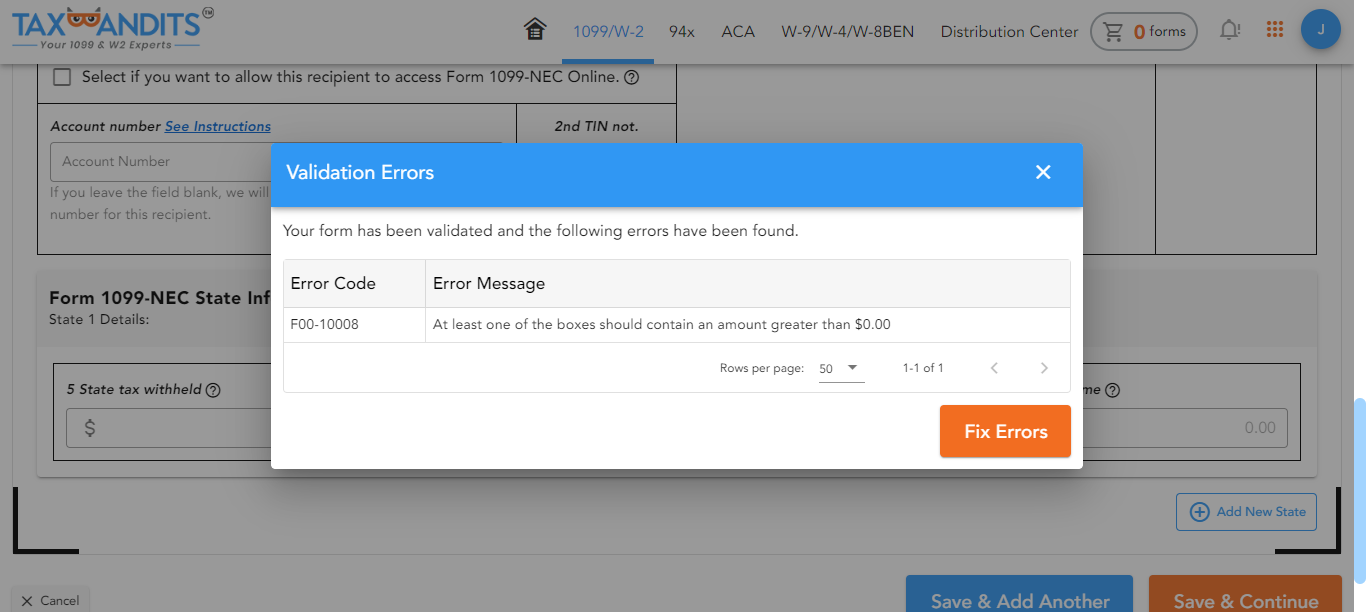 TAXBANDITS TM
Your 1099 & W2 Experts
1099/W-2 94x ACA W-9/W-4/W-8BEN Distribution Center 0 forms J
Select if you want to allow this recipient to access Form 1099-NEC Online.
Account number See Instructions
2nd TIN not.
Account Number
If you leave the field blank, we will
number for this recipient.
Validation Errors
Your form has been validated and the following errors have been found.
Error Code Error Message
F00-10008 At least one of the boxes should contain an amount greater than $0.00
Rows per page: 50 1-1 of 1
Fix Errors
Form 1099-NEC State Inf
State 1 Details:
5 State tax withheld
me
$
0.00
Add New State
Cancel
Save & Add Another
Save & Continue